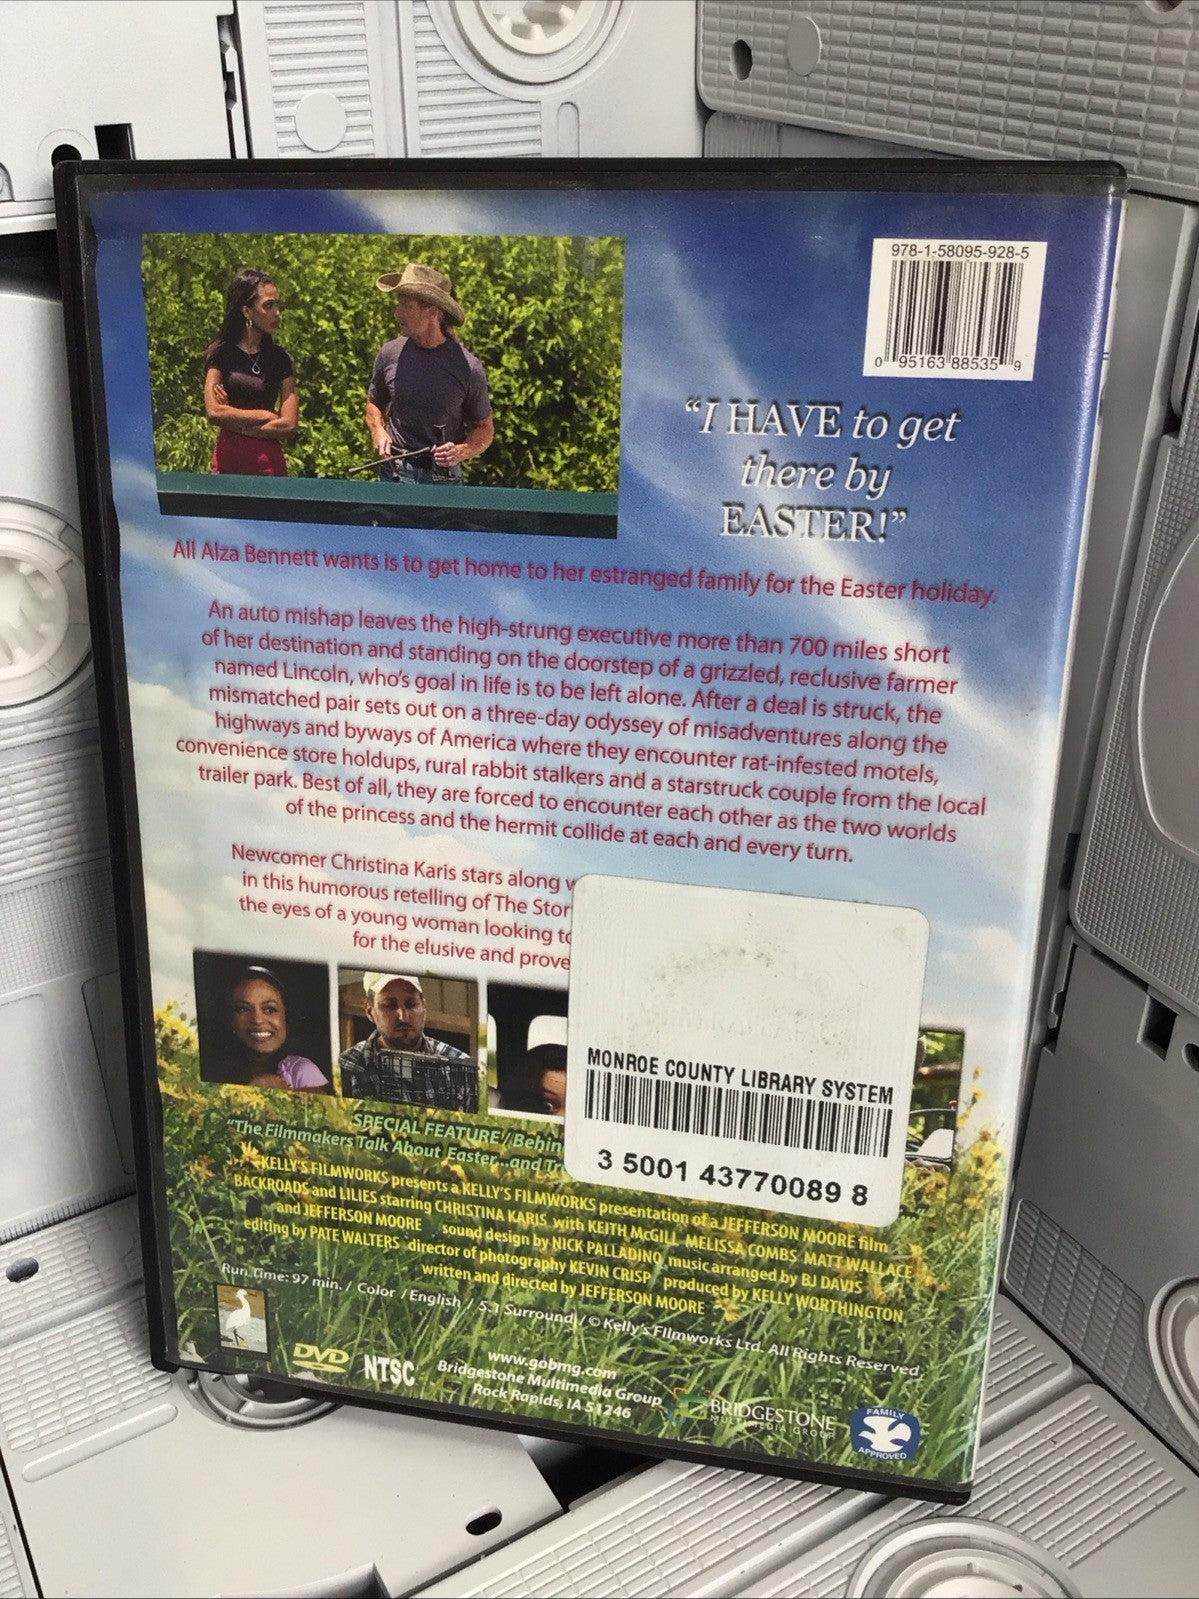 978-1-58095-928-5
0 95163 88535 9
"I HAVE to get
there by
EASTER!"
All Alza Bennett wants is to get home to her estranged family for the Easter holiday.
An auto mishap leaves the high-strung executive more than 700 miles short
of her destination and standing on the doorstep of a grizzled, reclusive farmer
named Lincoln, who's goal in life is to be left alone. After a deal is struck, the
mismatched pair sets out on a three-day odyssey of misadventures along the
highways and byways of America where they encounter rat-infested motels,
convenience store holdups, rural rabbit stalkers and a starstruck couple from the local
trailer park. Best of all, they are forced to encounter each other as the two worlds
of the princess and the hermit collide at each and every turn.
Newcomer Christina Karis stars along
in this humorous retelling of The Stor
the eyes of a young woman looking to
for the elusive and prove
MONROE COUNTY LIBRARY SYSTEM
3 5001 43770089 8
SPECIAL FEATURE / Behin
"The Filmmakers Talk About Easter...and Tr
KELLY'S FILMWORKS presents a KELLY'S FILMWORKS presentation of a JEFFERSON MOORE film
BACKROADS and LILIES starring CHRISTINA KARIS with KEITH McGILL MELISSA COMBS MATT WALLACE
and JEFFERSON MOORE sound design by NICK PALLADINO music arranged by BJ DAVIS
editing by PATE WALTERS director of photography KEVIN CRISP produced by KELLY WORTHINGTON
written and directed by JEFFERSON MOORE
Run Time: 97 min. / Color / English / 5.1 Surround / © Kelly's Filmworks Ltd. All Rights Reserved.
DVD
NTSC
www.gobmg.com
Bridgestone Multimedia Group
Rock Rapids, IA 51246
BRIDGESTONE
MULTIMEDIA GROUP
FAMILY
APPROVED